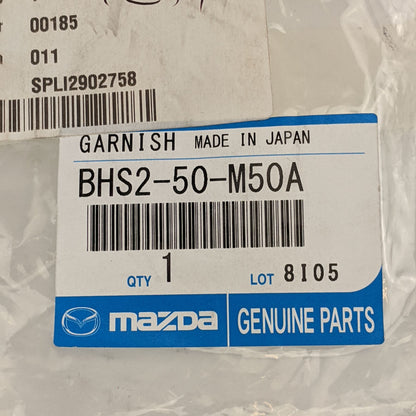 00185
011
SPLI2902758
GARNISH MADE IN JAPAN
BHS2-50-M50A
QTY 1 LOT 8I05
mazda GENUINE PARTS